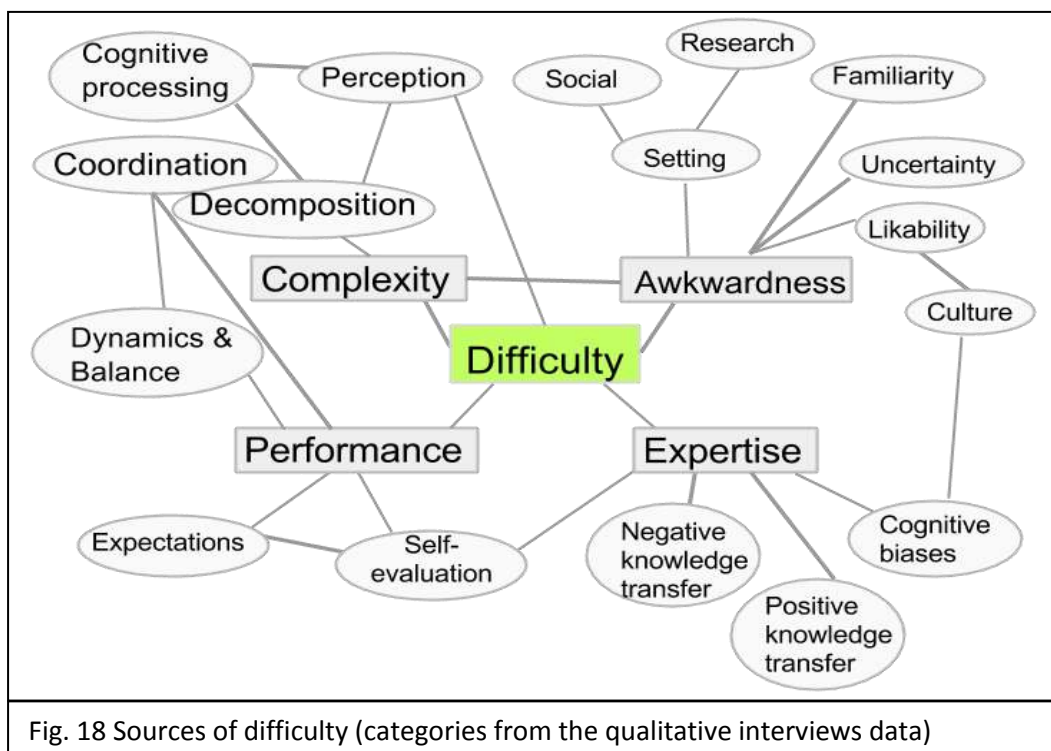 Cognitive
processing
Perception
Social
Research
Familiarity
Coordination
Setting
Uncertainty
Decomposition
Likability
Complexity
Awkwardness
Culture
Dynamics &
Balance
Difficulty
Performance
Expertise
Expectations
Self-
evaluation
Negative
knowledge
transfer
Cognitive
biases
Positive
knowledge
transfer
Fig. 18 Sources of difficulty (categories from the qualitative interviews data)